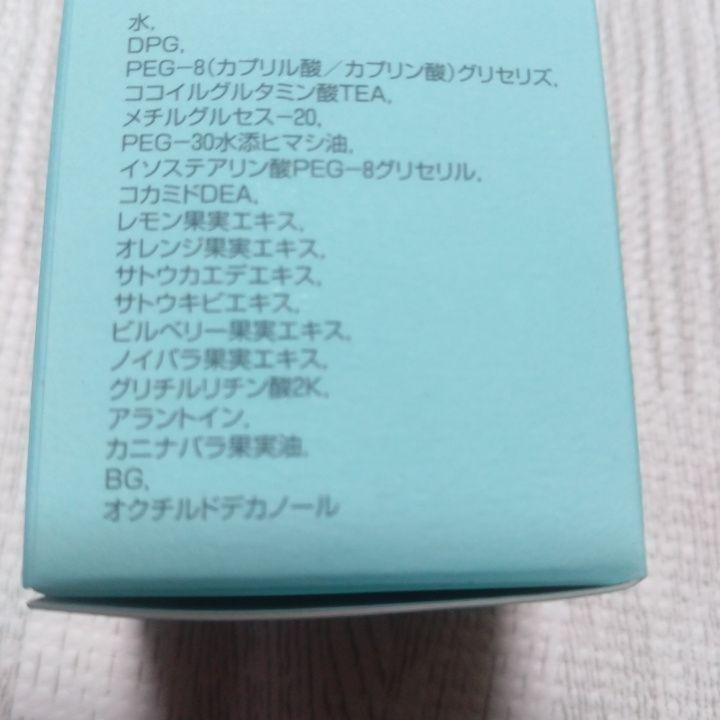 水,
DPG,
PEG-8(カプリル酸/カプリン酸)グリセリズ,
ココイルグルタミン酸TEA,
メチルグルセス-20,
PEG-30水添ヒマシ油,
イソステアリン酸PEG-8グリセリル,
コカミドDEA,
レモン果実エキス,
オレンジ果実エキス,
サトウカエデエキス,
サトウキビエキス,
ビルベリー果実エキス,
ノイバラ果実エキス,
グリチルリチン酸2K,
アラントイン,
カニナバラ果実油,
BG,
オクチルドデカノール